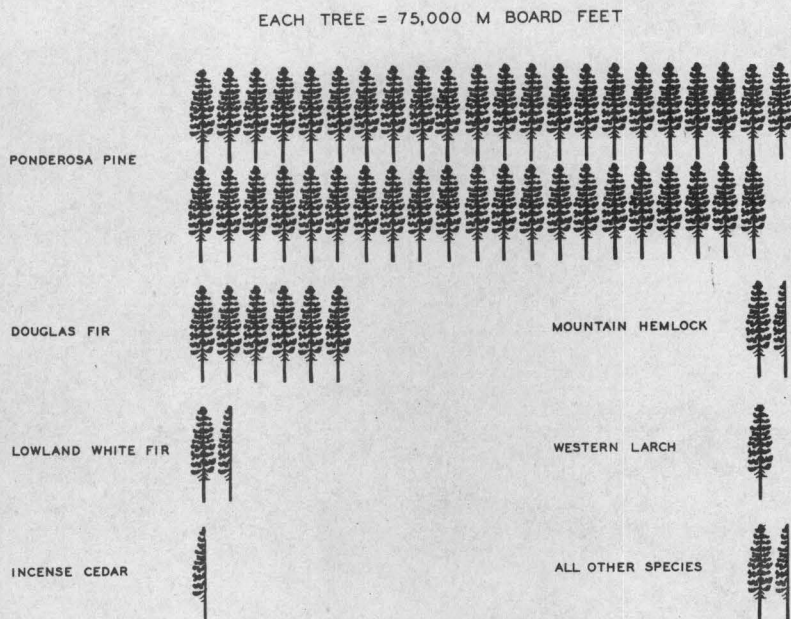 EACH TREE = 75,000 M BOARD FEET
PONDEROSA PINE
DOUGLAS FIR
MOUNTAIN HEMLOCK
LOWLAND WHITE FIR
WESTERN LARCH
INCENSE CEDAR
ALL OTHER SPECIES